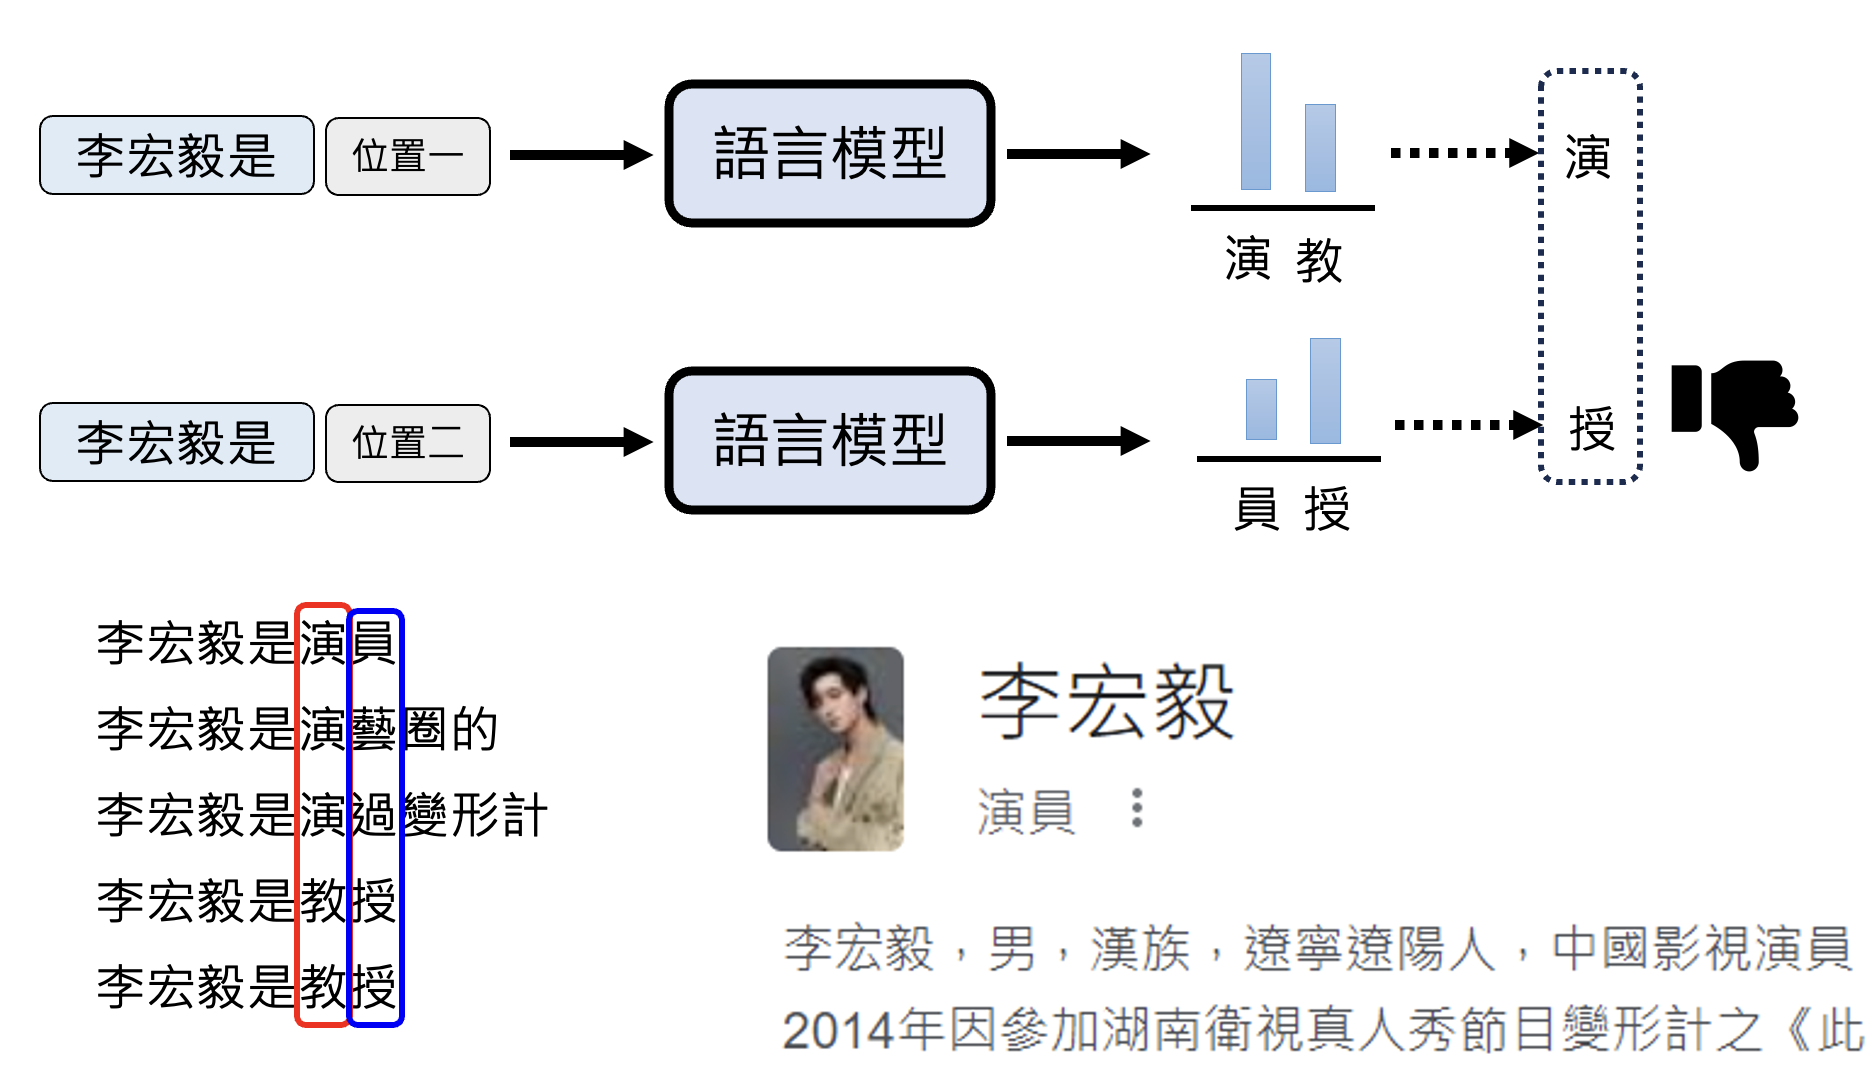 李宏毅是 位置一 語言模型 演
演 教
李宏毅是 位置二 語言模型 授
員 授
李宏毅是演員
李宏毅是演藝圈的
李宏毅是演過變形計
李宏毅是教授
李宏毅是教授
李宏毅
演員
李宏毅，男，漢族，遼寧遼陽人，中國影視演員
2014年因參加湖南衛視真人秀節目變形計之《此